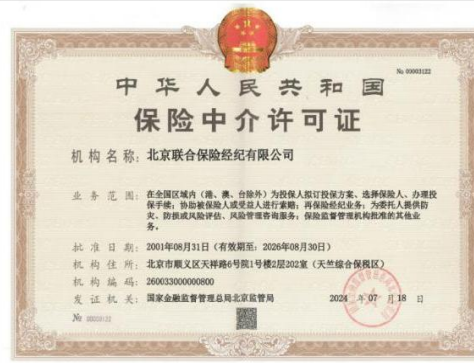 № 00003122
中华人民共和国
保险中介许可证
机构名称：北京联合保险经纪有限公司
业务范围：在全国区域内（港、澳、台除外）为投保人拟订投保方案、选择保险人、办理投
保手续；协助被保险人或受益人进行索赔；再保险经纪业务；为委托人提供防
灾、防损或风险评估、风险管理咨询服务；保险监督管理机构批准的其他业
务。
批准日期：2001年08月31日（有效期至：2026年08月30日）
机构住所：北京市顺义区天祥路6号院1号楼2层202室（天竺综合保税区）
机构编码：260033000000800
发证机关：国家金融监督管理总局北京监管局
2024 年 07 月 18 日
№ 00003122